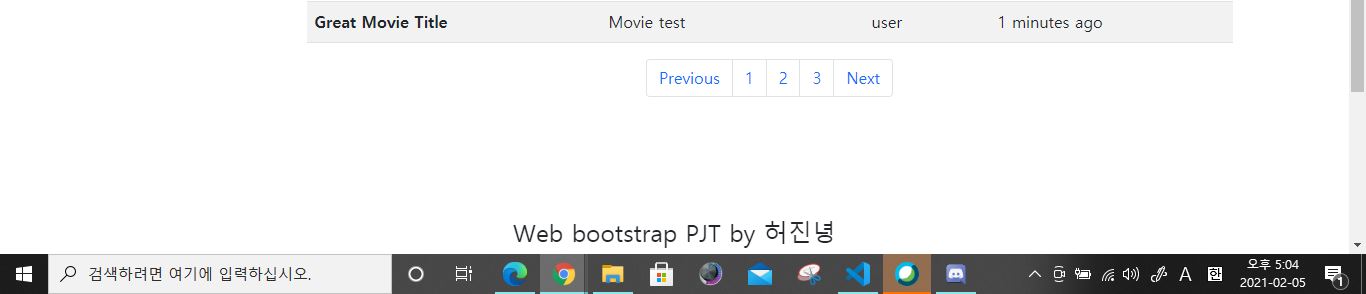 Great Movie Title Movie test user 1 minutes ago
Previous 1 2 3 Next
Web bootstrap PJT by 허진녕
검색하려면 여기에 입력하십시오.
A 한 오후 5:04
2021-02-05
1